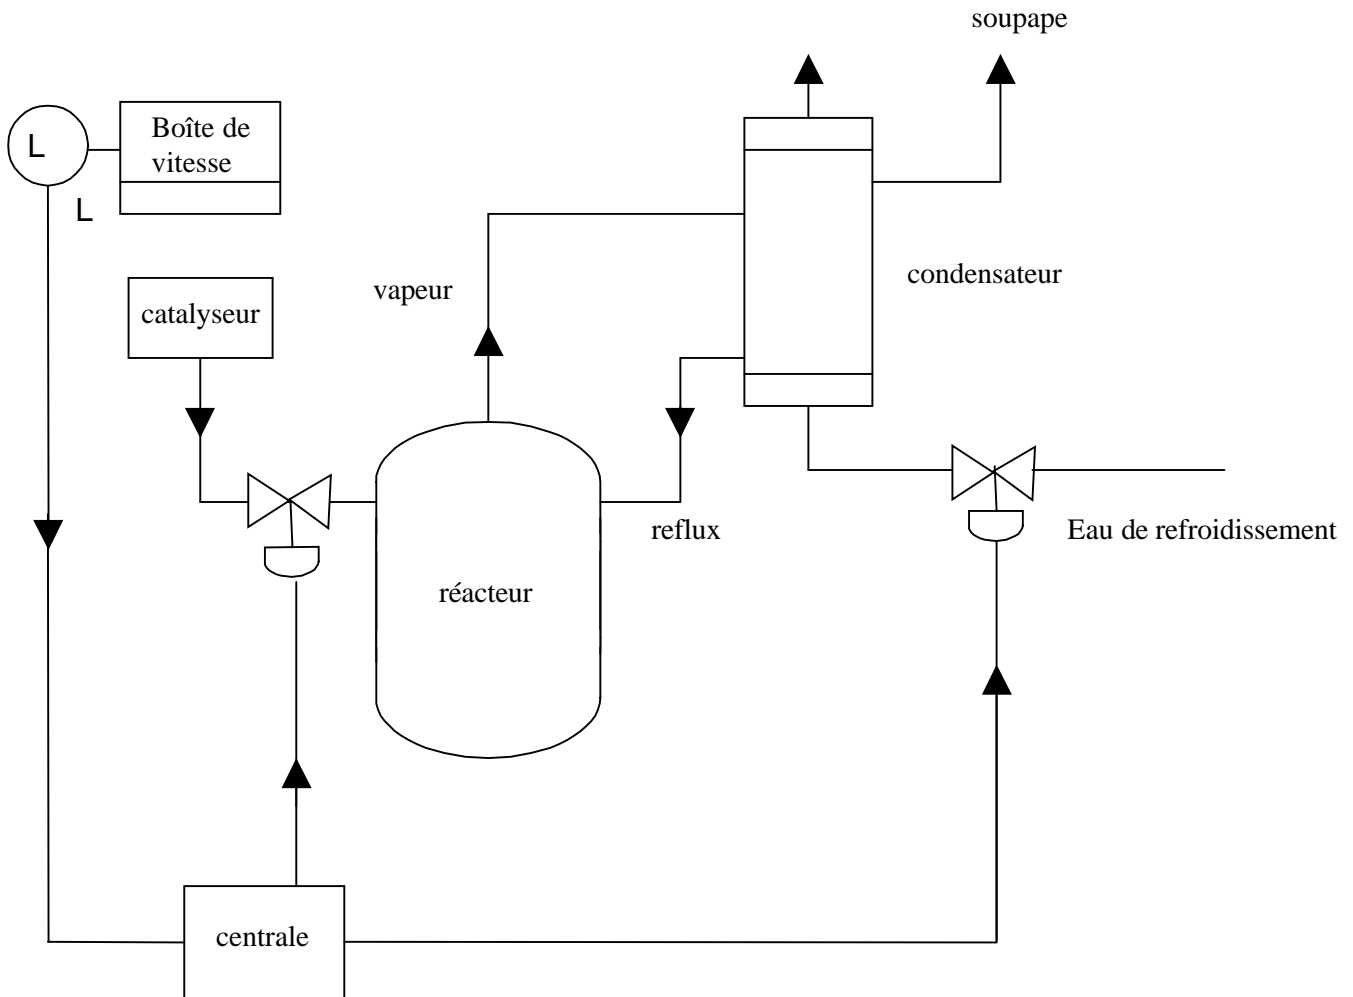 soupape
L
Boîte de
vitesse
L
catalyseur
vapeur
condensateur
reflux
Eau de refroidissement
réacteur
centrale